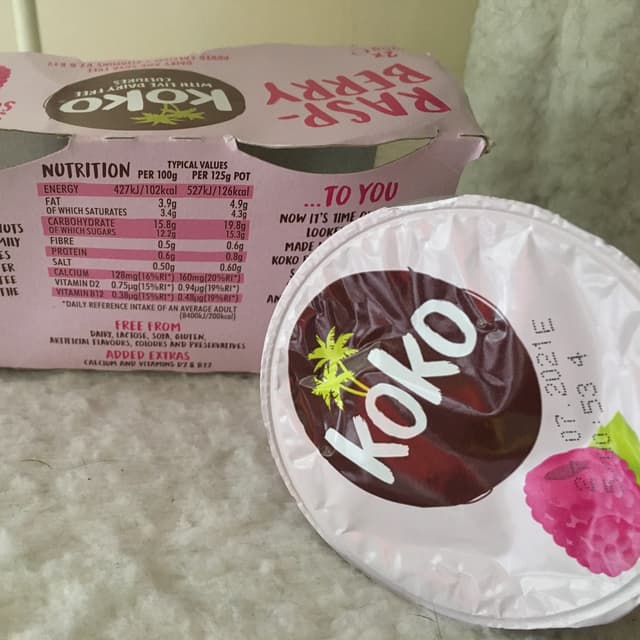 RASP-
BERRY
KOKO
WITH LIVE DAIRY FREE
CULTURES
NUTRITION
TYPICAL VALUES
PER 100g PER 125g POT
ENERGY 427kJ/102kcal 527kJ/126kcal
FAT 3.9g 4.9g
OF WHICH SATURATES 3.4g 4.3g
CARBOHYDRATE 15.8g 19.8g
OF WHICH SUGARS 12.2g 15.3g
FIBRE 0.5g 0.6g
PROTEIN 0.6g 0.8g
SALT 0.50g 0.60g
CALCIUM 128mg(16%RI*) 160mg(20%RI*)
VITAMIN D2 0.75µg(15%RI*) 0.94µg(19%RI*)
VITAMIN B12 0.38µg(15%RI*) 0.48µg(19%RI*)
*DAILY REFERENCE INTAKE OF AN AVERAGE ADULT
(8400kJ/200kcal)
FREE FROM
DAIRY, LACTOSE, SOYA, GLUTEN,
ARTIFICIAL FLAVOURS, COLOURS AND PRESERVATIVES
ADDED EXTRAS
CALCIUM AND VITAMINS D2 & B12
...TO YOU
NOW IT'S TIME
MADE
KOKO
THE
KOKO
07 2021E
53 4